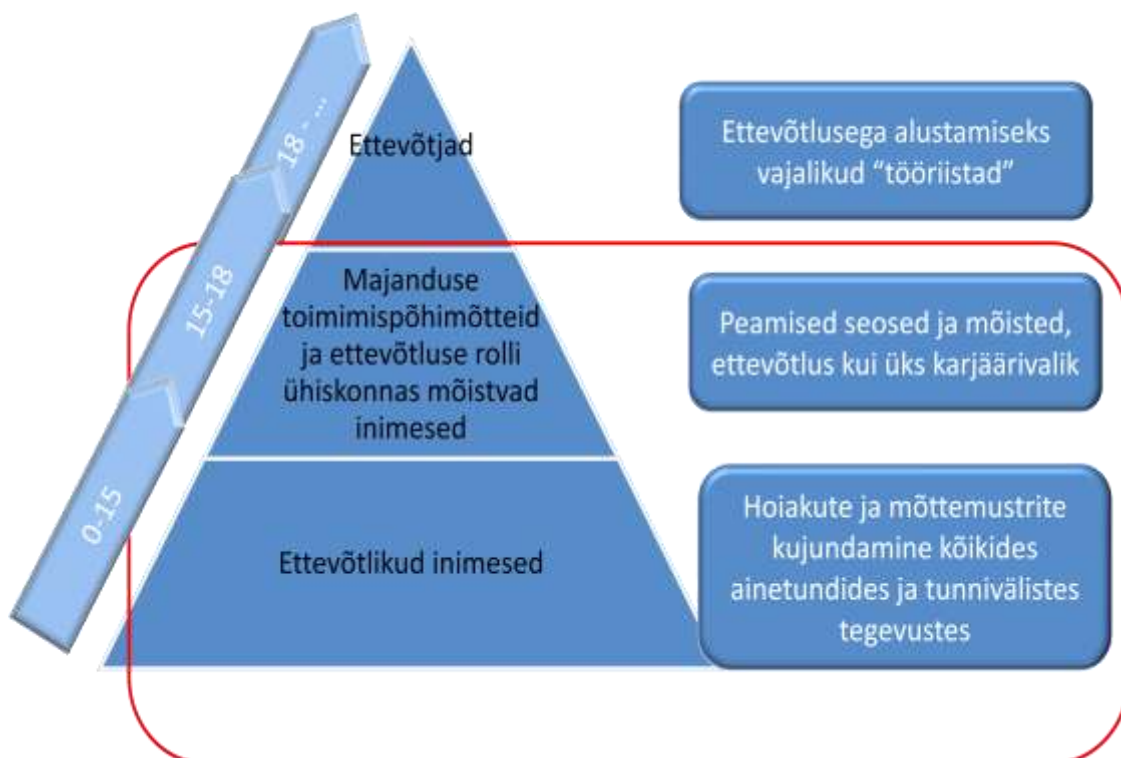 18 - ...
Ettevõtjad
Ettevõtlusega alustamiseks
vajalikud “tööriistad”
15-18
Majanduse
toimimispõhimõtteid
ja ettevõtluse rolli
ühiskonnas mõistvad
inimesed
Peamised seosed ja mõisted,
ettevõtlus kui üks karjäärivalik
0-15
Ettevõtlikud inimesed
Hoiakute ja mõttemustrite
kujundamine kõikides
ainetundides ja tunnivälistes
tegevustes